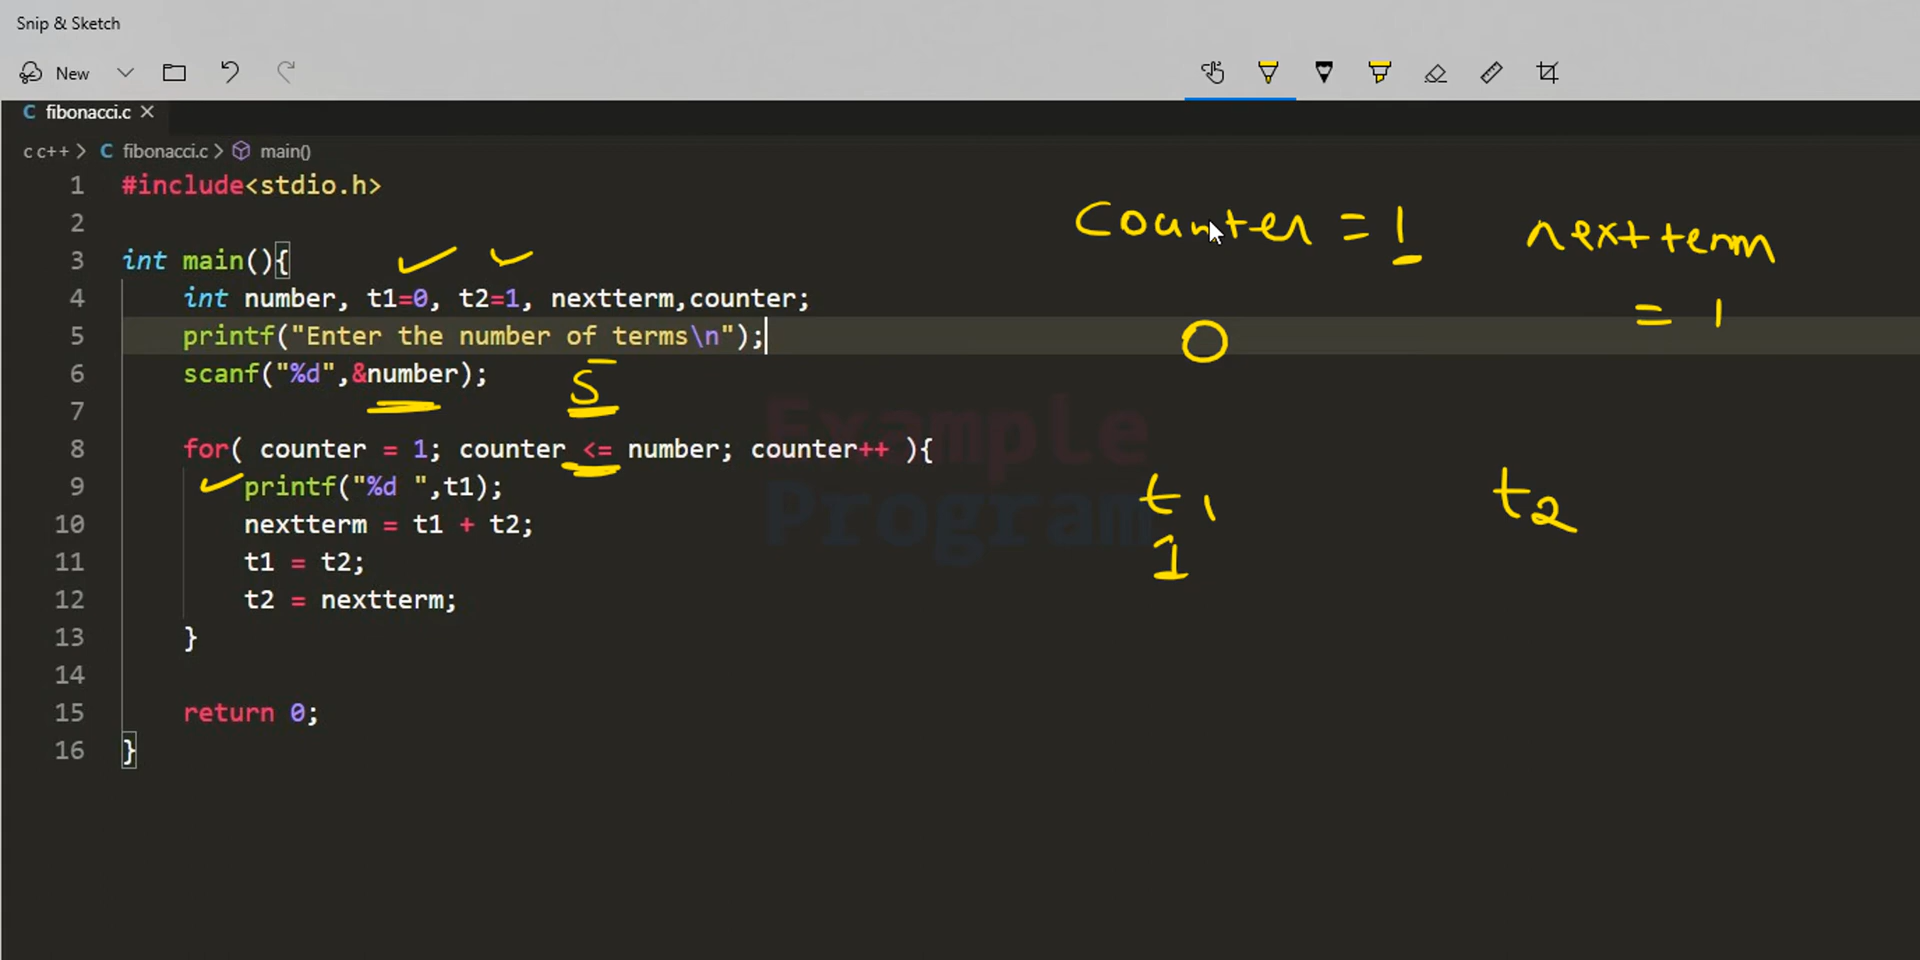 Snip & Sketch
New
fibonacci.c
c c++ > C fibonacci.c > main()
1 #include<stdio.h>
2
3 int main(){
4 int number, t1=0, t2=1, nextterm,counter;
5 printf("Enter the number of terms\n");
6 scanf("%d",&number);
7
8 for( counter = 1; counter <= number; counter++ ){
9 printf("%d ",t1);
10 nextterm = t1 + t2;
11 t1 = t2;
12 t2 = nextterm;
13 }
14
15 return 0;
16 }
5
Counter = 1
nextterm
= 1
0
t1
t2
1
Example
Program